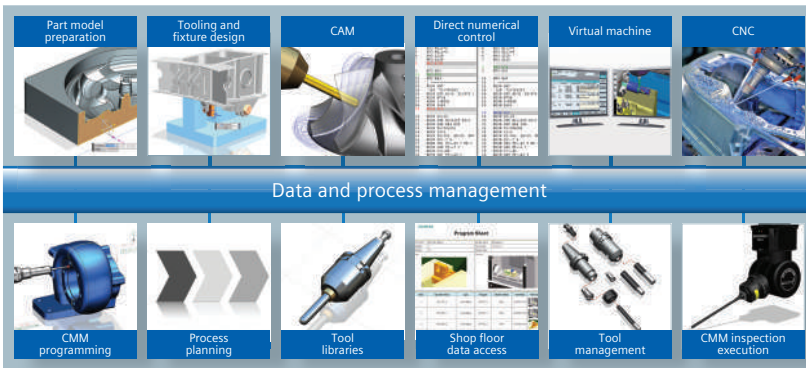 Part model
preparation
Tooling and
fixture design
CAM
Direct numerical
control
Virtual machine
CNC
Data and process management
Program Sheet
CMM
programming
Process
planning
Tool
libraries
Shop floor
data access
Tool
management
CMM inspection
execution